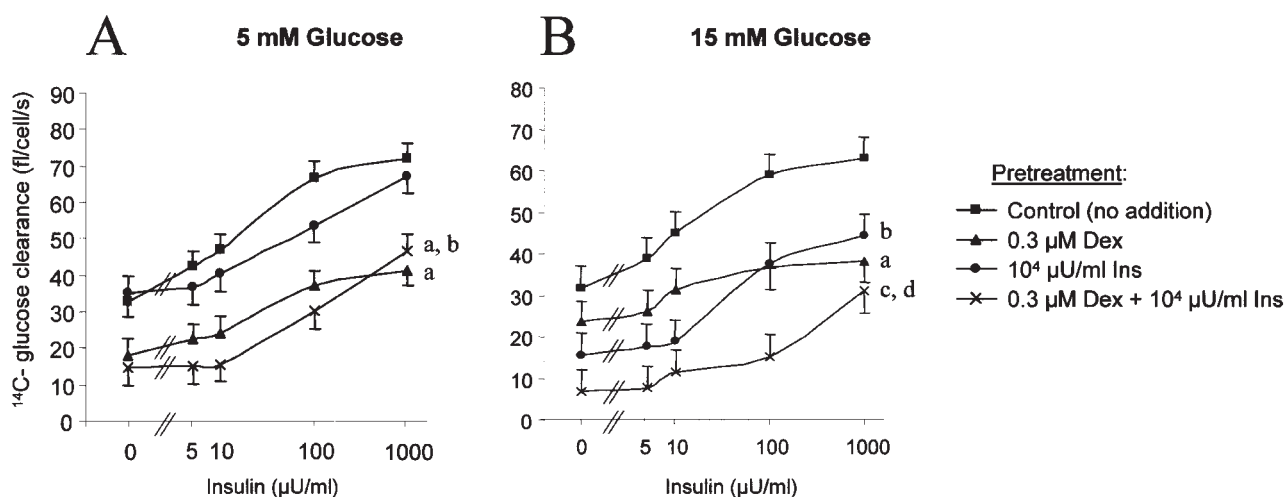 A
5 mM Glucose
¹⁴C- glucose clearance (fl/cell/s)
90
80
70
60
50
40
30
20
10
0
a, b
a
0 5 10 100 1000
Insulin (µU/ml)
B
15 mM Glucose
80
70
60
50
40
30
20
10
0
b
a
c, d
0 5 10 100 1000
Insulin (µU/ml)
Pretreatment:
Control (no addition)
0.3 µM Dex
10⁴ µU/ml Ins
0.3 µM Dex + 10⁴ µU/ml Ins